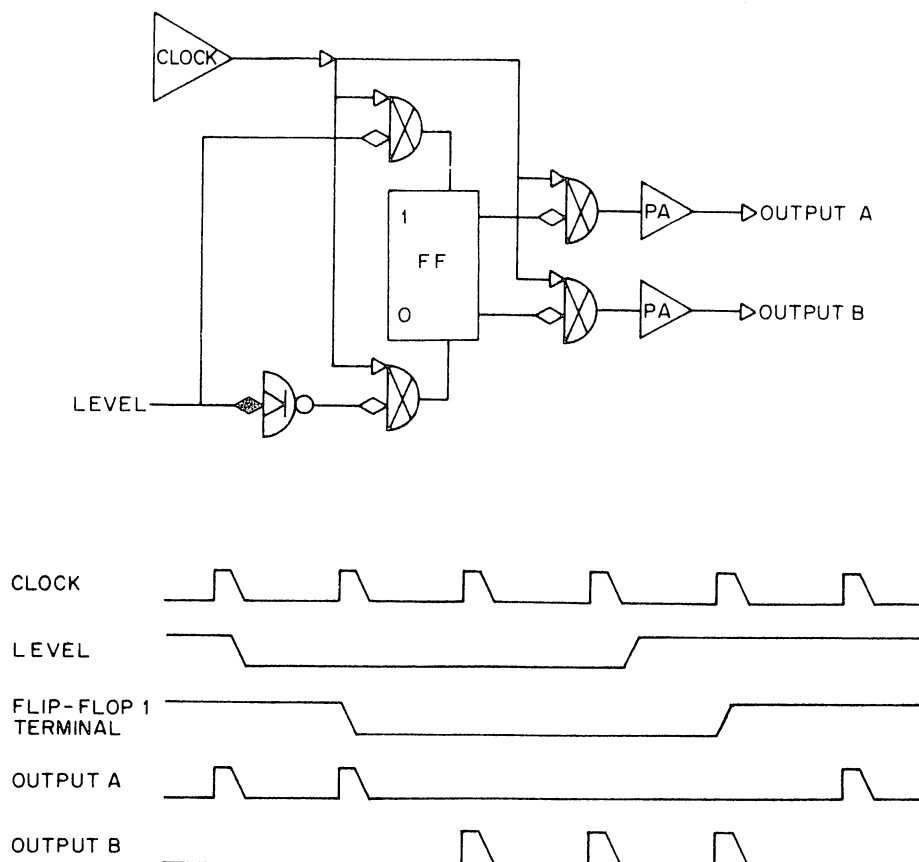 CLOCK
1
FF
0
PA
OUTPUT A
PA
OUTPUT B
LEVEL
CLOCK
LEVEL
FLIP-FLOP 1
TERMINAL
OUTPUT A
OUTPUT B